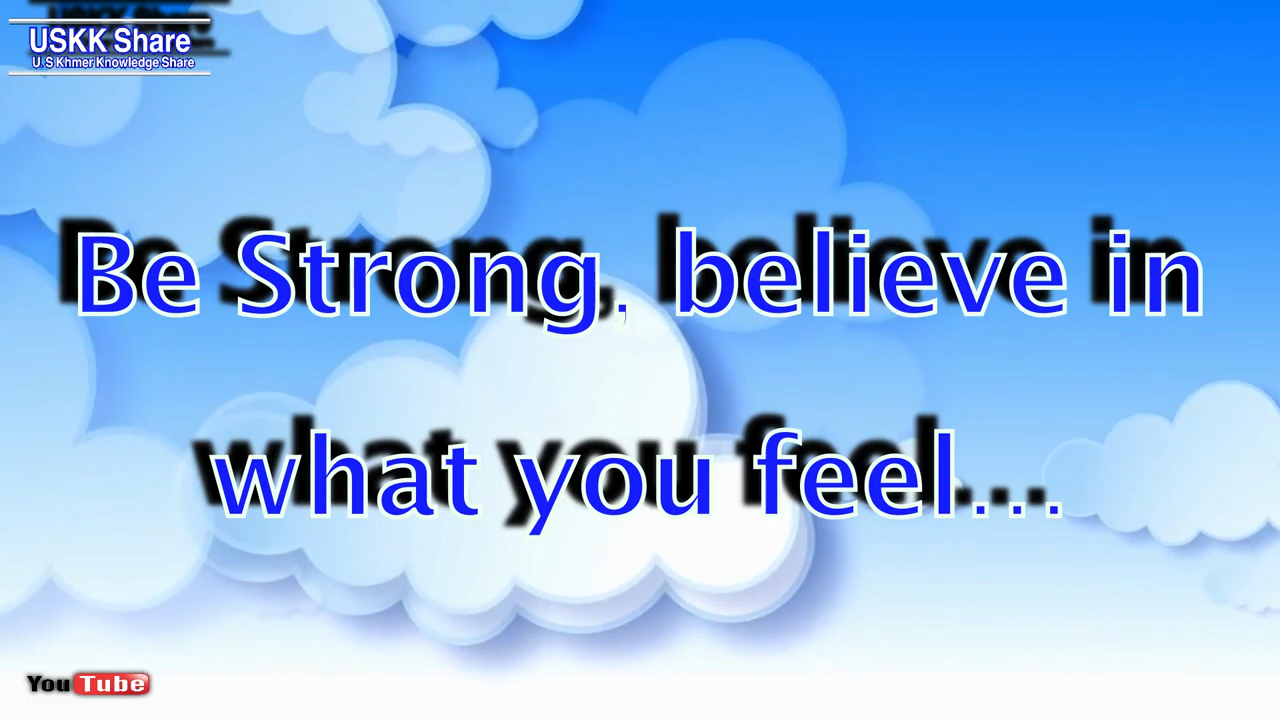 USKK Share
U S Khmer Knowledge Share
Be Strong, believe in
what you feel...
YouTube